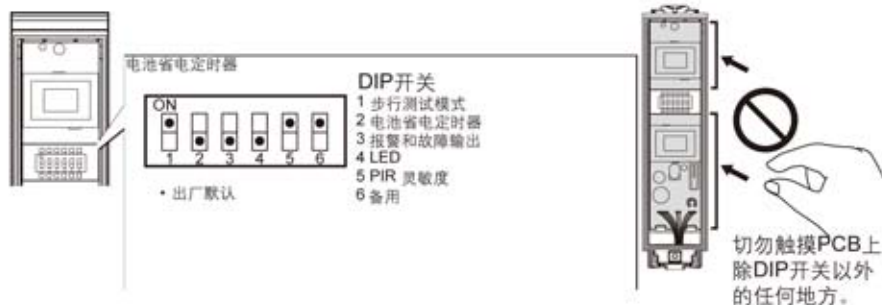 电池省电定时器
ON
1 2 3 4 5 6
• 出厂默认
DIP开关
1 步行测试模式
2 电池省电定时器
3 报警和故障输出
4 LED
5 PIR 灵敏度
6 备用
切勿触摸PCB上
除DIP开关以外
的任何地方。